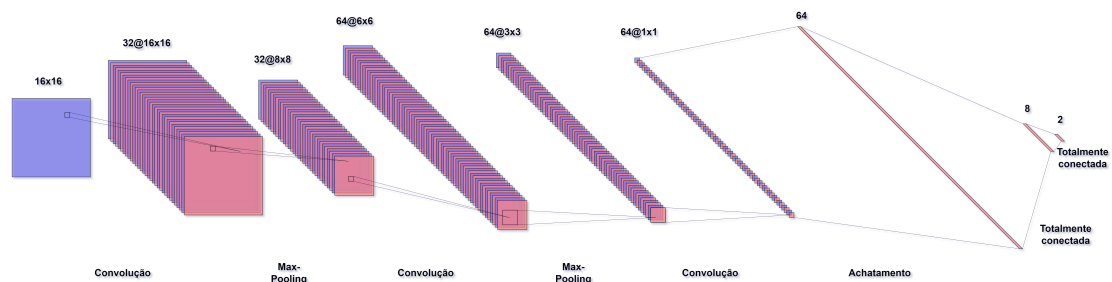 16x16
32@16x16
32@8x8
64@6x6
64@3x3
64@1x1
64
8
2
Totalmente
conectada
Totalmente
conectada
Convolução
Max-
Pooling
Convolução
Max-
Pooling
Convolução
Achatamento